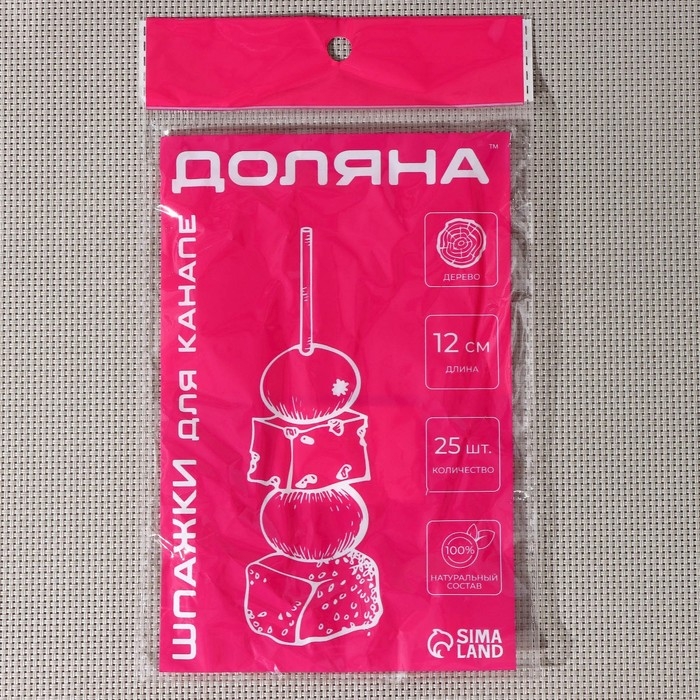 ДОЛЯНА™
ШПАЖКИ ДЛЯ КАНАПЕ
ДЕРЕВО
12 см
ДЛИНА
25 шт.
КОЛИЧЕСТВО
100%
НАТУРАЛЬНЫЙ
СОСТАВ
SIMA
LAND